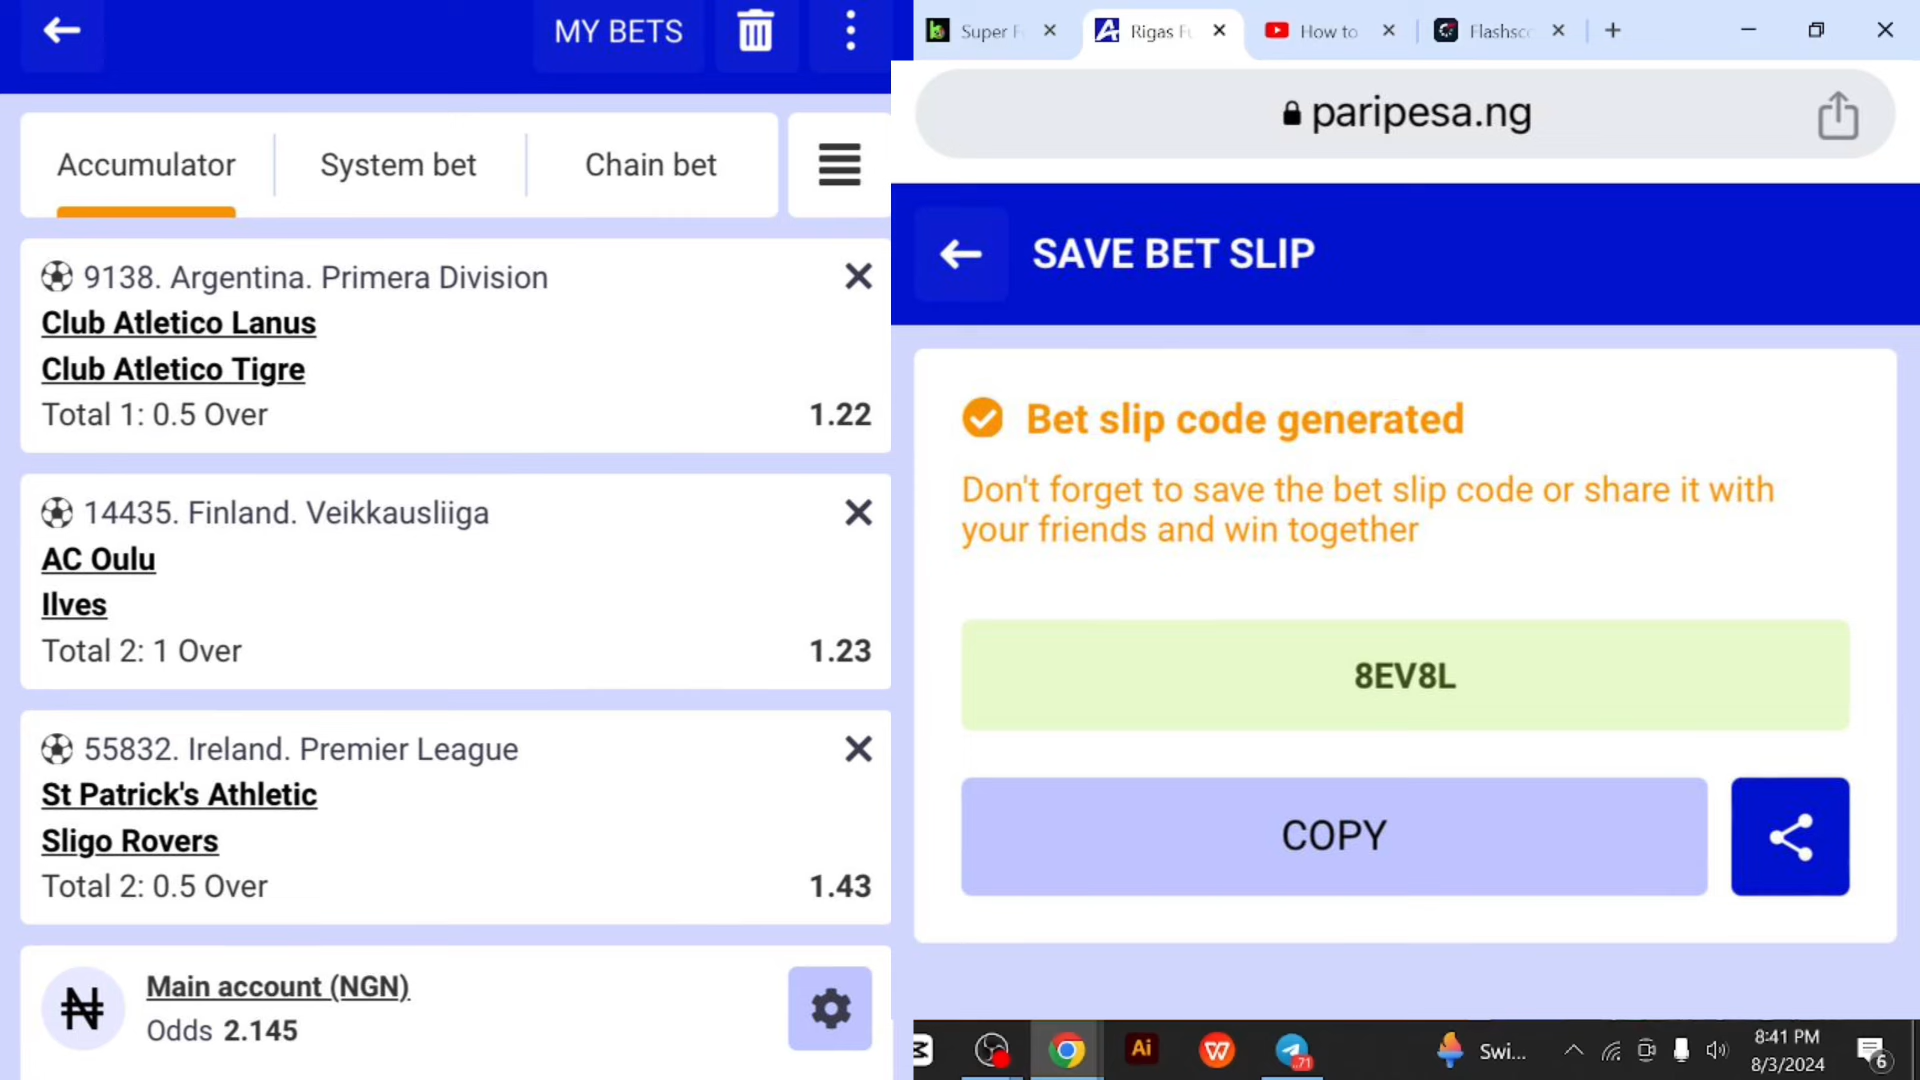 MY BETS
Accumulator
System bet
Chain bet
9138. Argentina. Primera Division
Club Atletico Lanus
Club Atletico Tigre
Total 1: 0.5 Over
1.22
14435. Finland. Veikkausliiga
AC Oulu
Ilves
Total 2: 1 Over
1.23
55832. Ireland. Premier League
St Patrick's Athletic
Sligo Rovers
Total 2: 0.5 Over
1.43
Main account (NGN)
Odds 2.145
Super F
Rigas Fu
How to
Flashsco
paripesa.ng
SAVE BET SLIP
Bet slip code generated
Don't forget to save the bet slip code or share it with
your friends and win together
8EV8L
COPY
Ai
71
Swi...
8:41 PM
8/3/2024
6